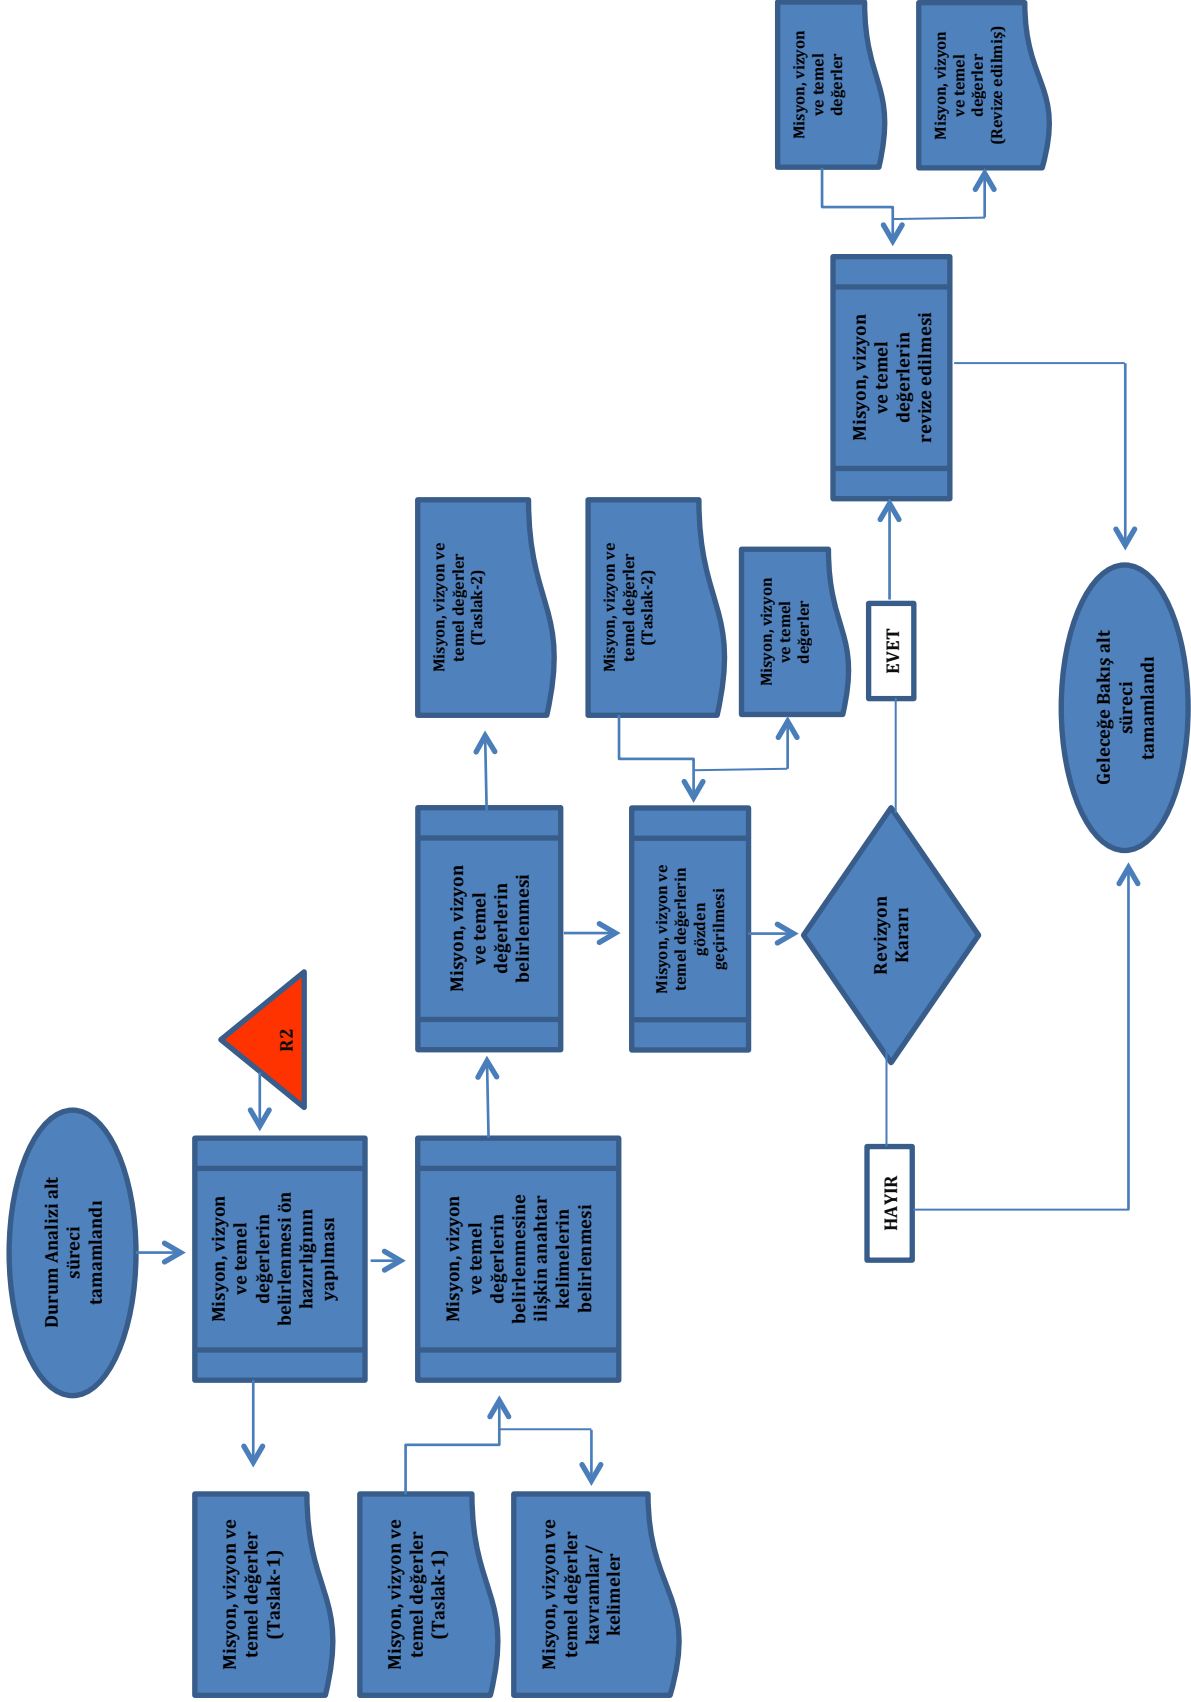 Durum Analizi alt
süreci
tamamlandı
R2
Misyon, vizyon
ve temel
değerlerin
belirlenmesi ön
hazırlığının
yapılması
Misyon, vizyon ve
temel değerler
(Taslak-1)
Misyon, vizyon ve
temel değerler
(Taslak-1)
Misyon, vizyon ve
temel değerler
kavramlar/
kelimeler
Misyon, vizyon
ve temel
değerlerin
belirlenmesine
ilişkin anahtar
kelimelerin
belirlenmesi
Misyon, vizyon
ve temel
değerlerin
belirlenmesi
Misyon, vizyon ve
temel değerler
(Taslak-2)
Misyon, vizyon ve
temel değerler
(Taslak-2)
Misyon, vizyon
ve temel
değerler
Misyon, vizyon ve
temel değerlerin
gözden
geçirilmesi
Revizyon
Kararı
HAYIR
EVET
Misyon, vizyon
ve temel
değerlerin
revize edilmesi
Misyon, vizyon
ve temel
değerler
Misyon, vizyon
ve temel
değerler
(Revize edilmiş)
Geleceğe Bakış alt
süreci
tamamlandı